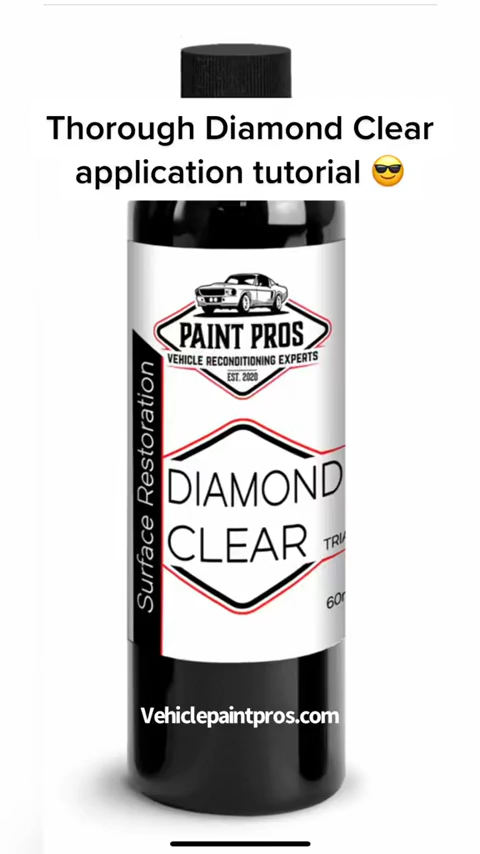 Thorough Diamond Clear
application tutorial 😎
PAINT PROS
VEHICLE RECONDITIONING EXPERTS
EST. 2020
Surface Restoration
DIAMOND
CLEAR
Vehiclepaintpros.com